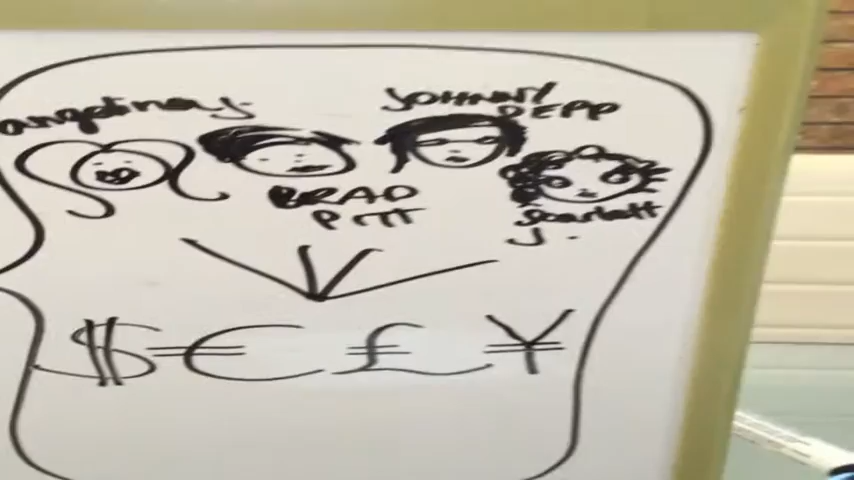 angelina J.
JOHNNY
DEPP
BRAD
PITT
Scarlett
J.
$ € £ ¥